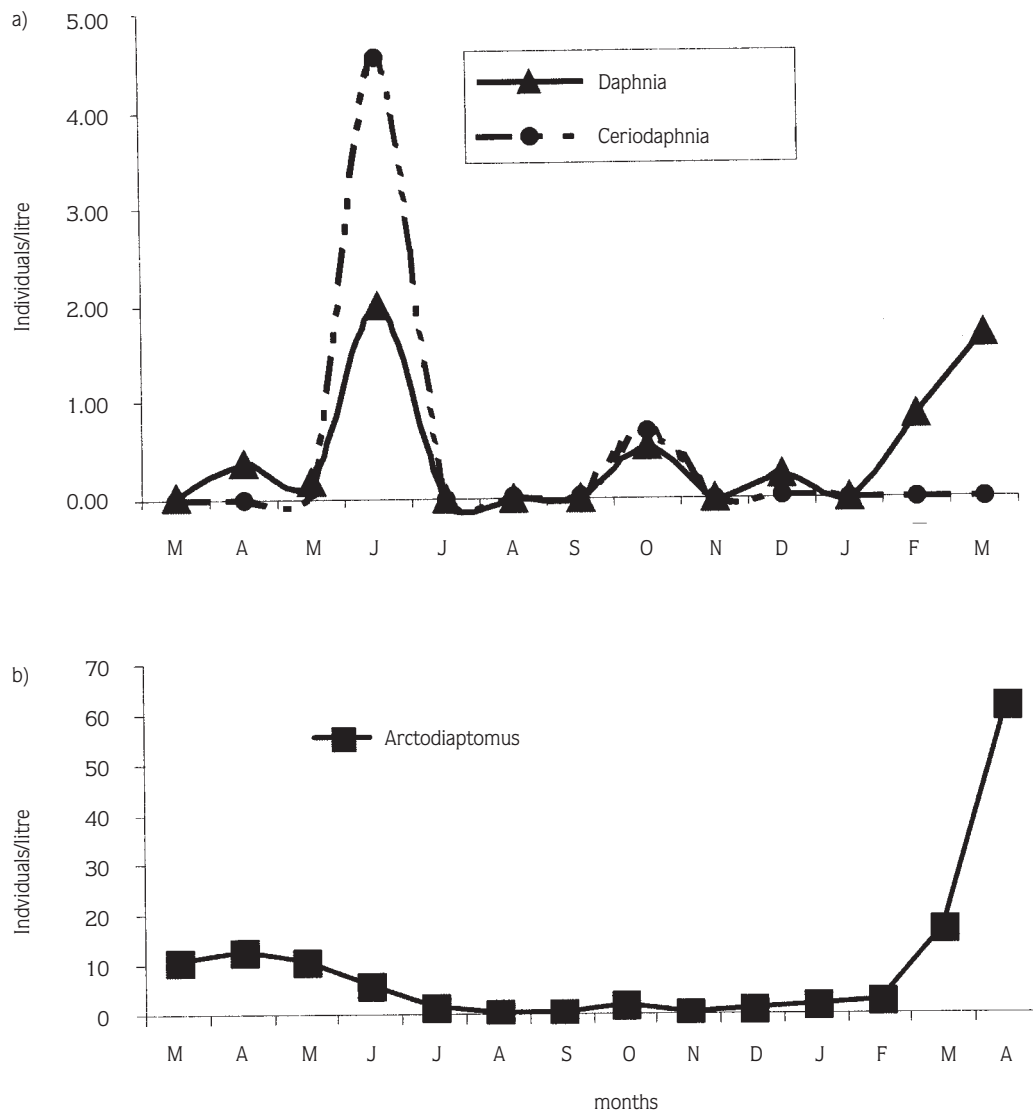 a)
5.00
4.00
3.00
2.00
1.00
0.00
Individuals/litre
Daphnia
Ceriodaphnia
M A M J J A S O N D J F M
b)
70
60
50
40
30
20
10
0
Indviduals/litre
Arctodiaptomus
M A M J J A S O N D J F M A
months